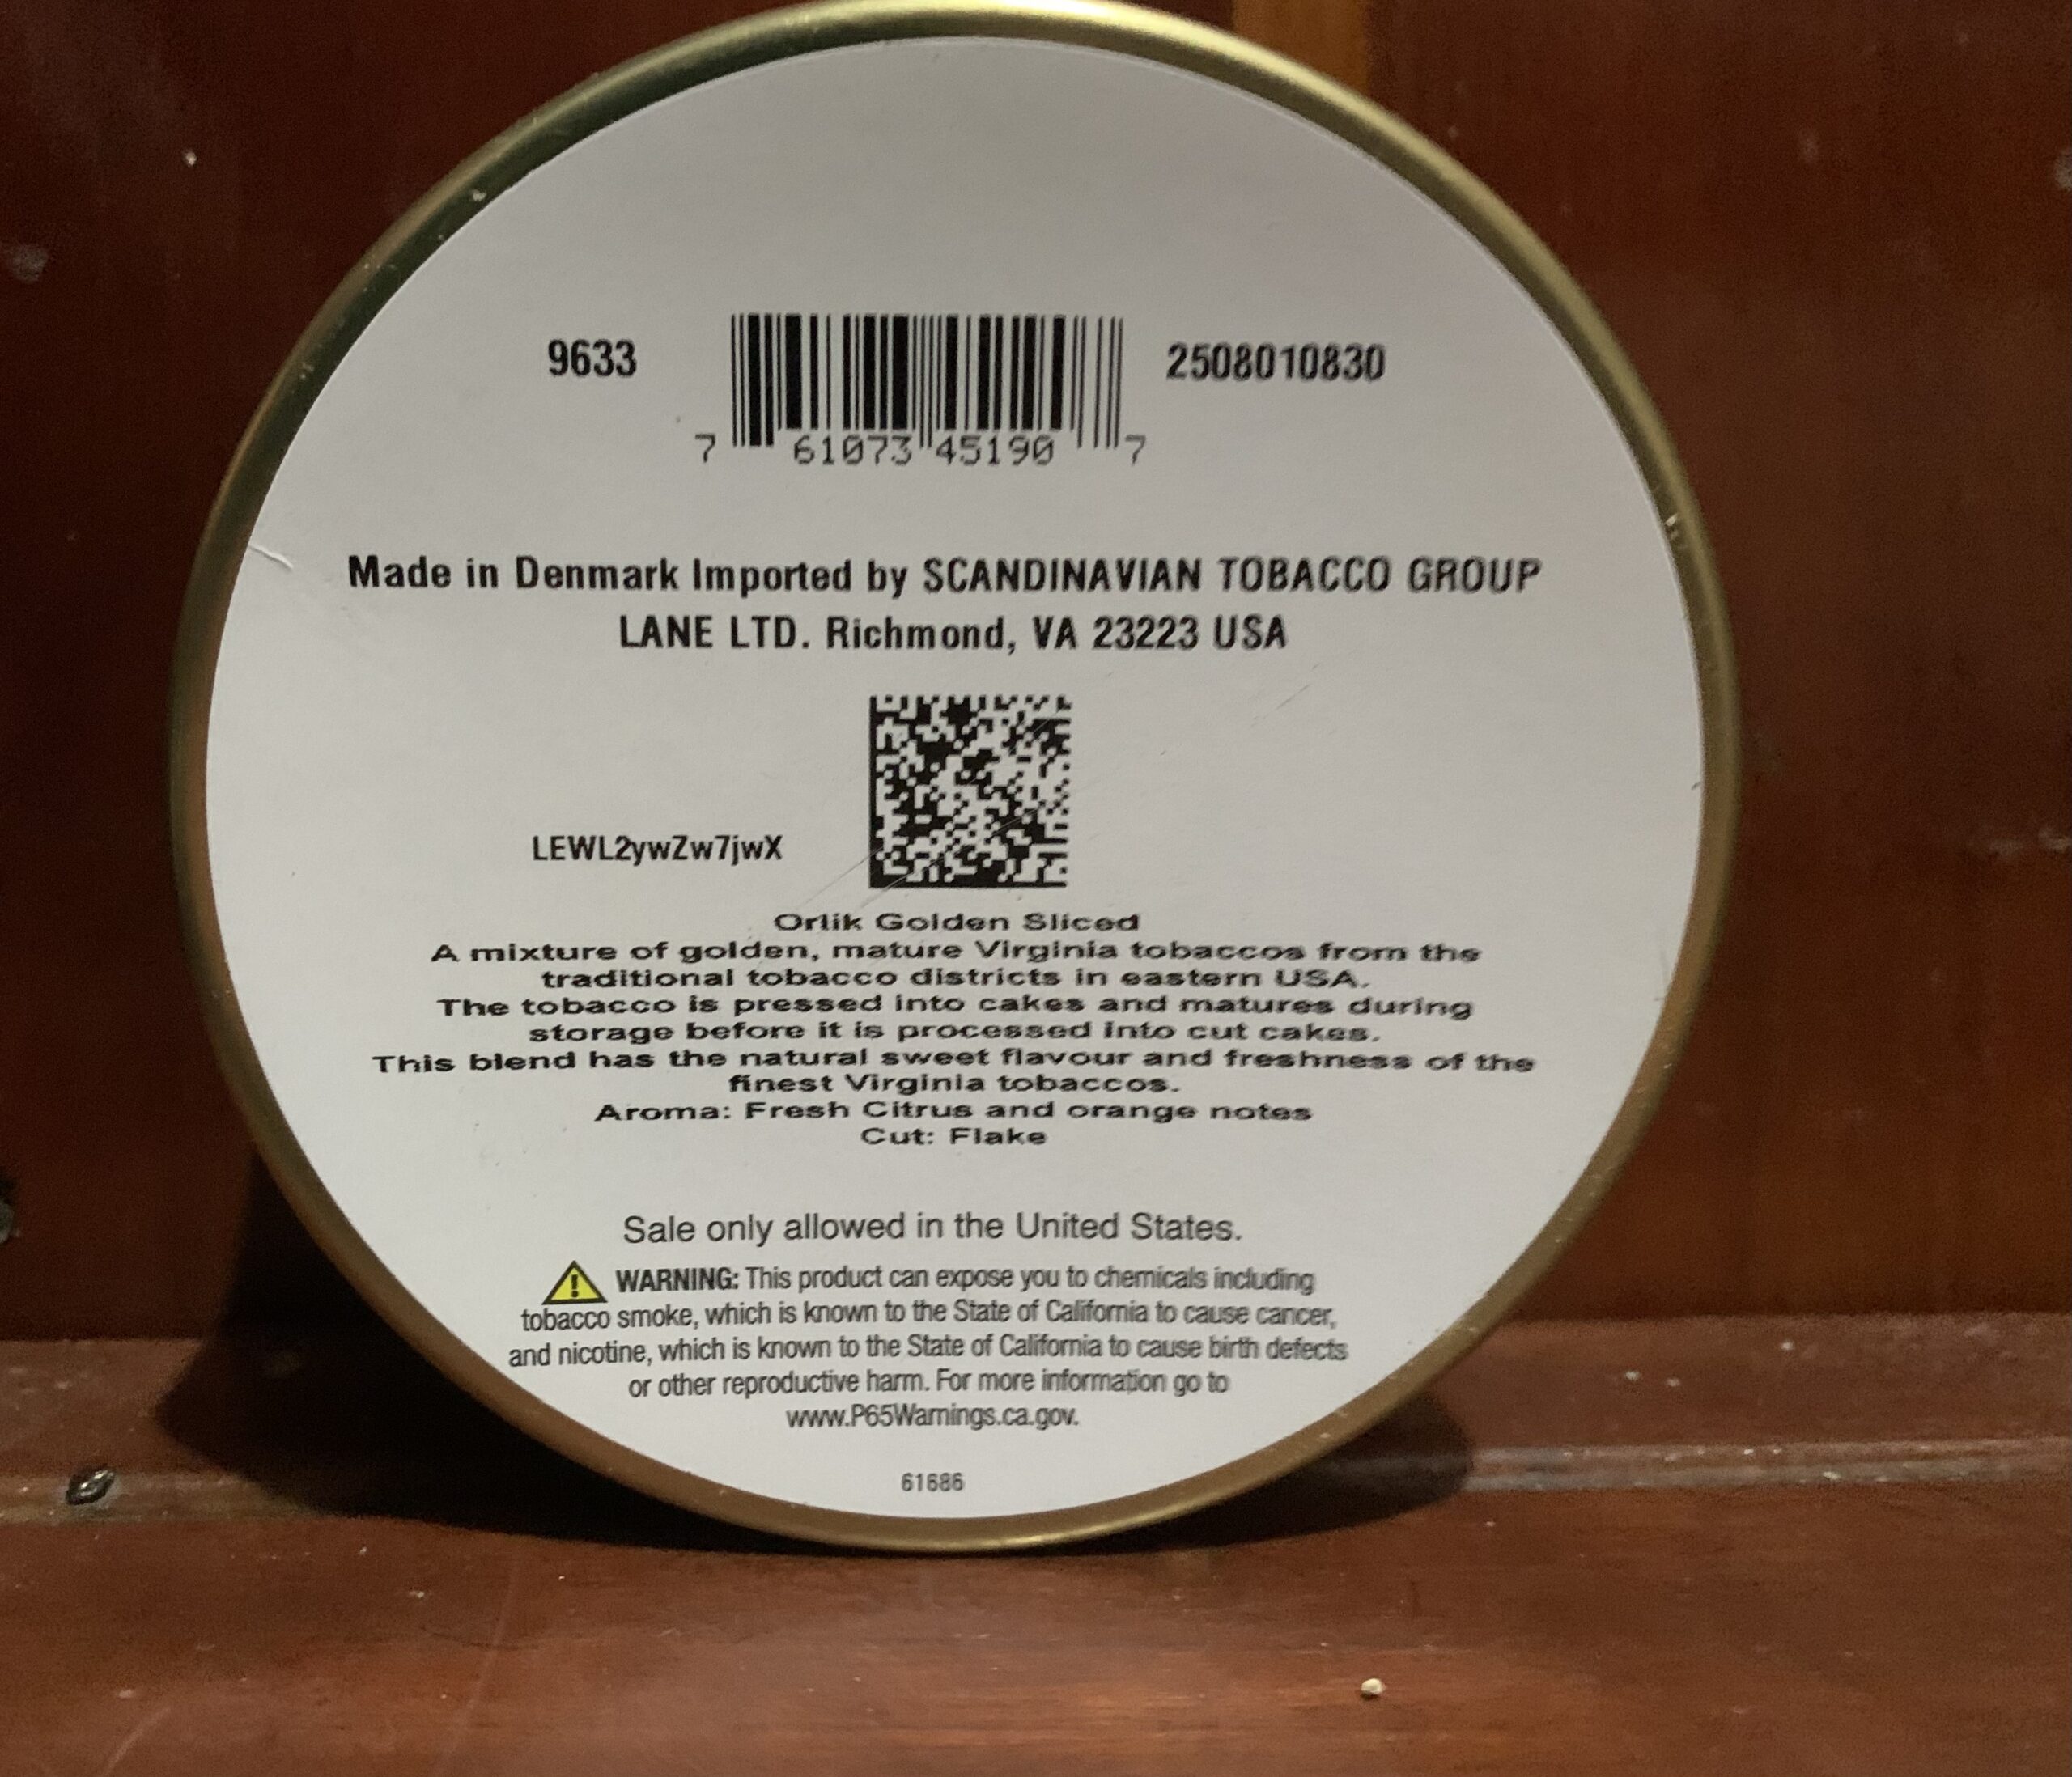 9633
2508010830
7 61073 45190 7
Made in Denmark Imported by SCANDINAVIAN TOBACCO GROUP
LANE LTD. Richmond, VA 23223 USA
LEWL2ywZw7jwX
Orlik Golden Sliced
A mixture of golden, mature Virginia tobaccos from the
traditional tobacco districts in eastern USA.
The tobacco is pressed into cakes and matures during
storage before it is processed into cut cakes.
This blend has the natural sweet flavour and freshness of the
finest Virginia tobaccos.
Aroma: Fresh Citrus and orange notes
Cut: Flake
Sale only allowed in the United States.
WARNING: This product can expose you to chemicals including
tobacco smoke, which is known to the State of California to cause cancer,
and nicotine, which is known to the State of California to cause birth defects
or other reproductive harm. For more information go to
www.P65Warnings.ca.gov.
61686